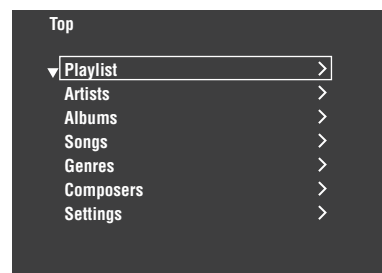 Top
Playlist
Artists
Albums
Songs
Genres
Composers
Settings